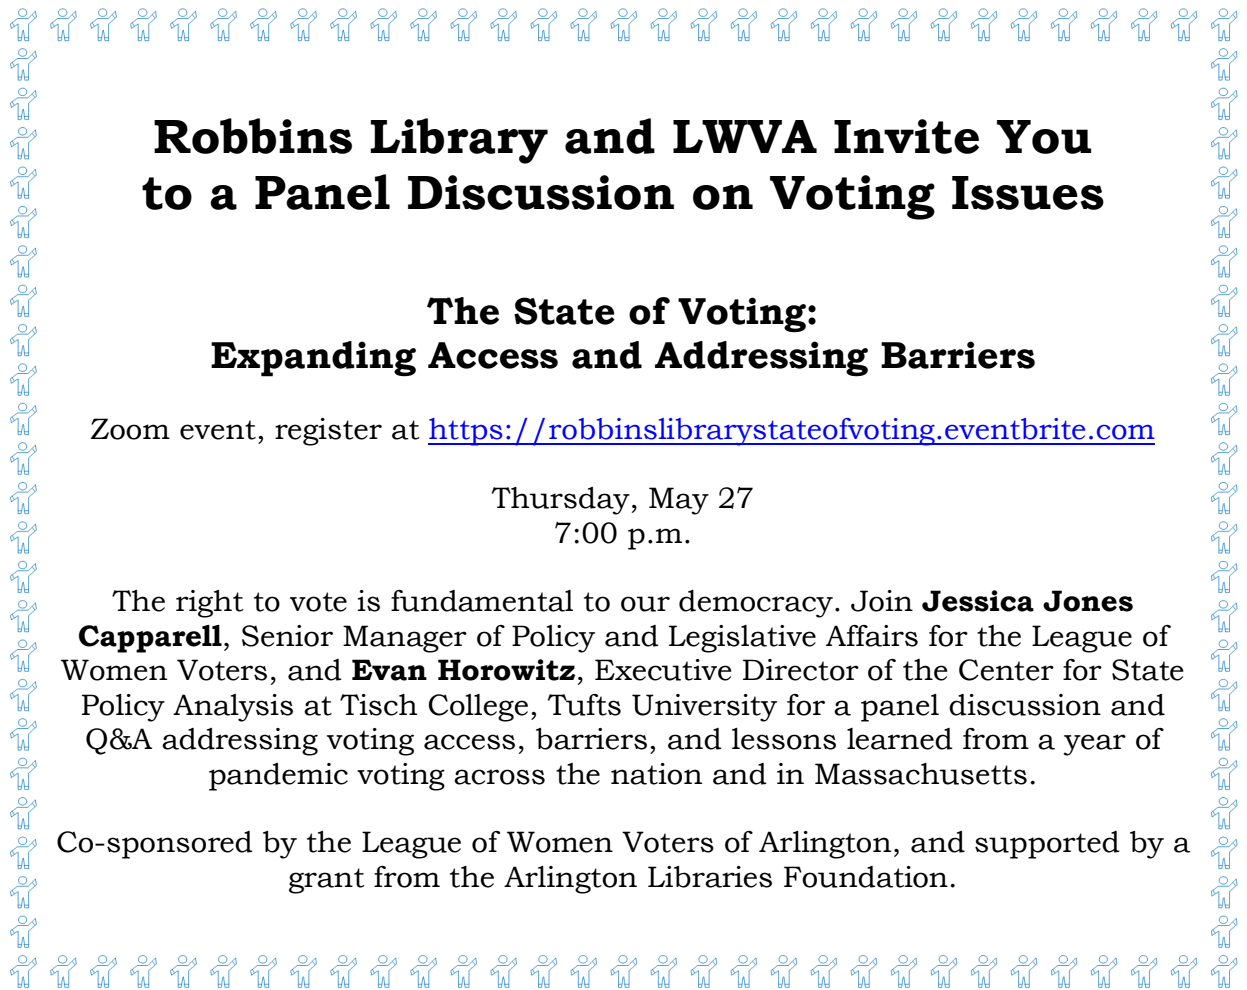 Robbins Library and LWVA Invite You
to a Panel Discussion on Voting Issues
The State of Voting:
Expanding Access and Addressing Barriers
Zoom event, register at https://robbinslibrarystateofvoting.eventbrite.com
Thursday, May 27
7:00 p.m.
The right to vote is fundamental to our democracy. Join Jessica Jones
Capparell, Senior Manager of Policy and Legislative Affairs for the League of
Women Voters, and Evan Horowitz, Executive Director of the Center for State
Policy Analysis at Tisch College, Tufts University for a panel discussion and
Q&A addressing voting access, barriers, and lessons learned from a year of
pandemic voting across the nation and in Massachusetts.
Co-sponsored by the League of Women Voters of Arlington, and supported by a
grant from the Arlington Libraries Foundation.